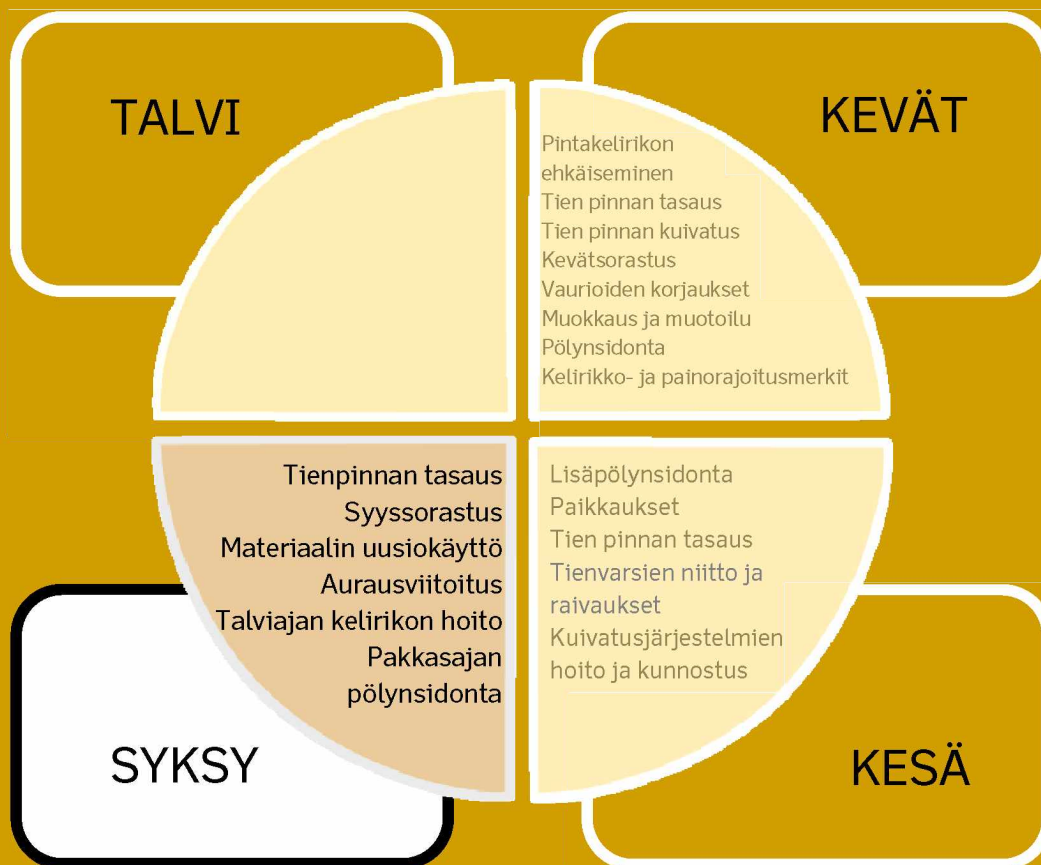 TALVI
KEVÄT
Pintakelirikon
ehkäiseminen
Tien pinnan tasaus
Tien pinnan kuivatus
Kevätsorastus
Vaurioiden korjaukset
Muokkaus ja muotoilu
Pölynsidonta
Kelirikko- ja painorajoitusmerkit
Tienpinnan tasaus
Syyssorastus
Materiaalin uusiokäyttö
Aurausviitoitus
Talviajan kelirikon hoito
Pakkasajan
pölynsidonta
Lisäpölynsidonta
Paikkaukset
Tien pinnan tasaus
Tienvarsien niitto ja
raivaukset
Kuivatusjärjestelmien
hoito ja kunnostus
SYKSY
KESÄ